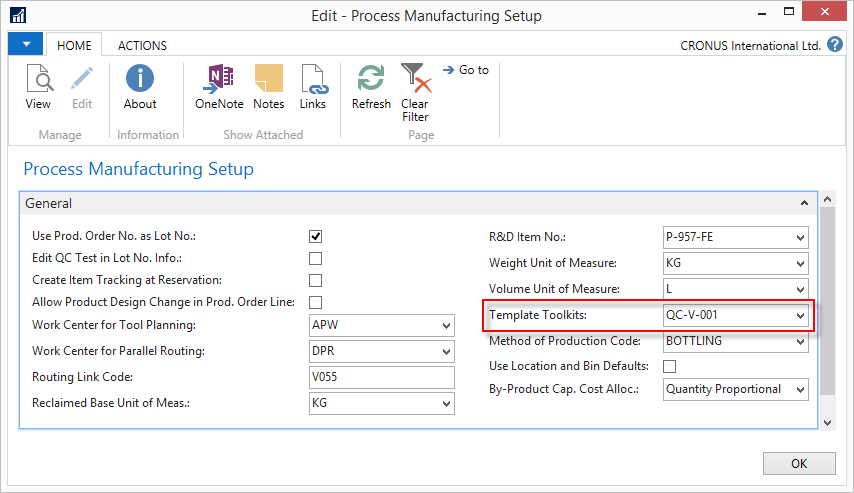 Edit - Process Manufacturing Setup
HOME ACTIONS CRONUS International Ltd. ?
View Edit About OneNote Notes Links Refresh Clear Filter Go to
Manage Information Show Attached Page
Process Manufacturing Setup
General
Use Prod. Order No. as Lot No.:
Edit QC Test in Lot No. Info.:
Create Item Tracking at Reservation:
Allow Product Design Change in Prod. Order Line:
Work Center for Tool Planning: APW
Work Center for Parallel Routing: DPR
Routing Link Code: V055
Reclaimed Base Unit of Meas.: KG
R&D Item No.: P-957-FE
Weight Unit of Measure: KG
Volume Unit of Measure: L
Template Toolkits: QC-V-001
Method of Production Code: BOTTLING
Use Location and Bin Defaults:
By-Product Cap. Cost Alloc.: Quantity Proportional
OK